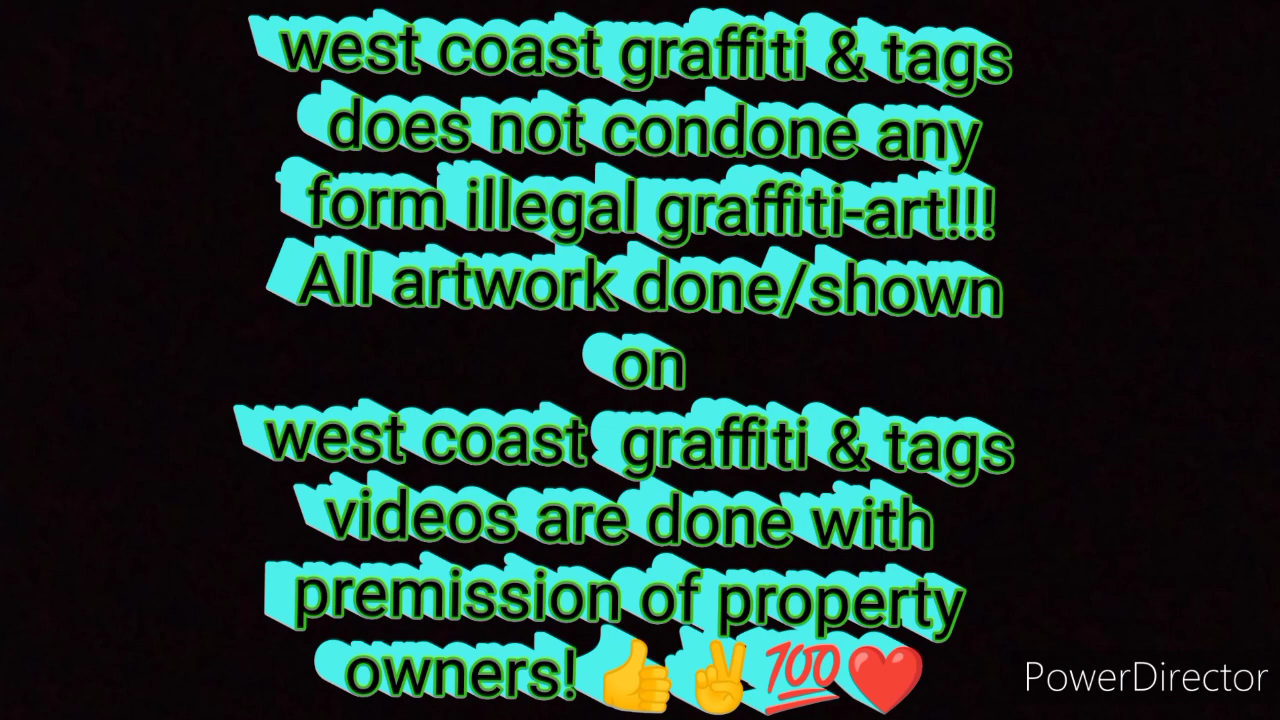 west coast graffiti & tags
does not condone any
form illegal graffiti-art!!!
All artwork done/shown
on
west coast  graffiti & tags
videos are done with
premission of property
owners! 👍✌💯❤
PowerDirector